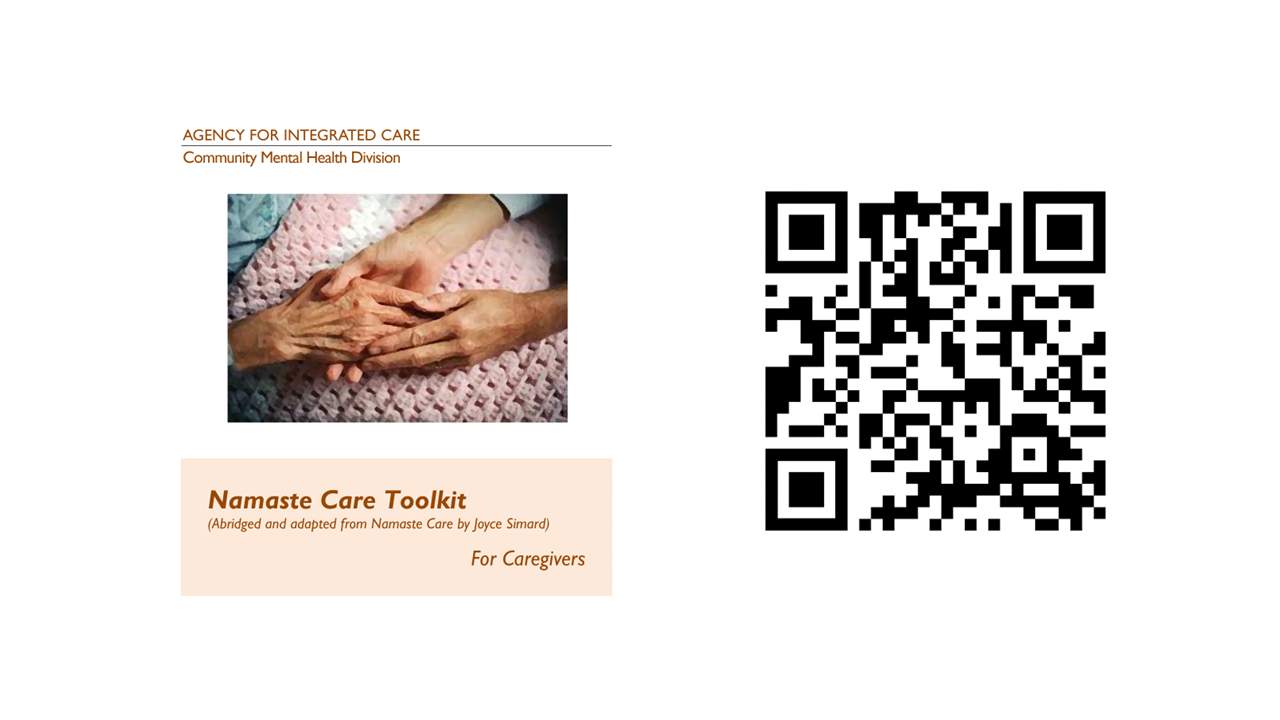 AGENCY FOR INTEGRATED CARE
Community Mental Health Division
Namaste Care Toolkit
(Abridged and adapted from Namaste Care by Joyce Simard)
For Caregivers